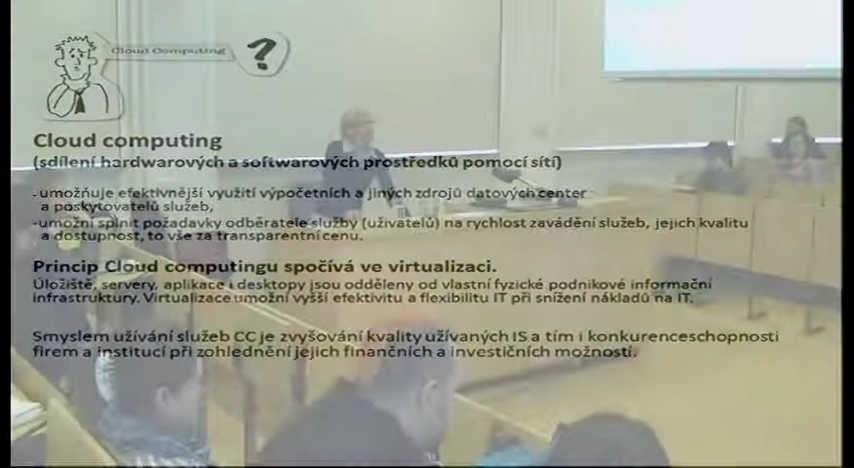 Cloud Computing
?
Cloud computing
(sdílení hardwarových a softwarových prostředků pomocí sítí)
-umožňuje efektivnější využití výpočetních a jiných zdrojů datových center
a poskytovatelů služeb,
-umožní splnit požadavky odběratele služby (uživatelů) na rychlost zavádění služeb, jejich kvalitu
a dostupnost, to vše za transparentní cenu.
Princip Cloud computingu spočívá ve virtualizaci.
Úložiště, servery, aplikace i desktopy jsou odděleny od vlastní fyzické podnikové informační
infrastruktury. Virtualizace umožní vyšší efektivitu a flexibilitu IT při snížení nákladů na IT.
Smyslem užívání služeb CC je zvyšování kvality užívaných IS a tím i konkurenceschopnosti
firem a institucí při zohlednění jejich finančních a investičních možností.